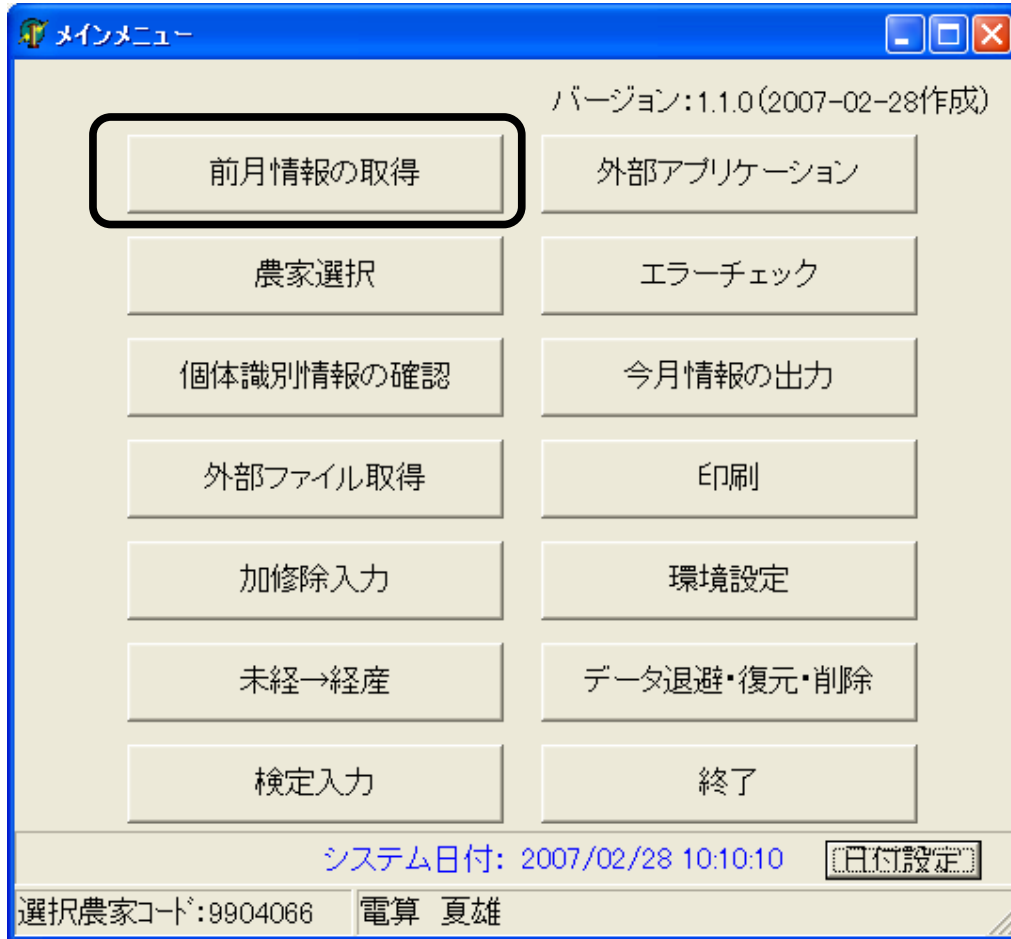 メインメニュー
バージョン:1.1.0(2007-02-28作成)
前月情報の取得 外部アプリケーション
農家選択 エラーチェック
個体識別情報の確認 今月情報の出力
外部ファイル取得 印刷
加修除入力 環境設定
未経→経産 データ退避・復元・削除
検定入力 終了
システム日付: 2007/02/28 10:10:10 日付設定
選択農家コード:9904066 電算 夏雄